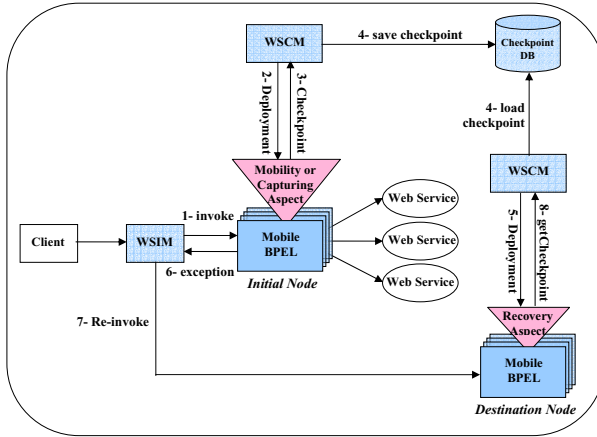 WSCM
4- save checkpoint
Checkpoint
DB
2- Deployment
3- Checkpoint
4- load
checkpoint
Mobility or
Capturing
Aspect
WSCM
Web Service
1- invoke
Client
WSIM
Mobile
BPEL
Web Service
5- Deployment
8- getCheckpoint
6- exception
Initial Node
Web Service
7- Re-invoke
Recovery
Aspect
Mobile
BPEL
Destination Node